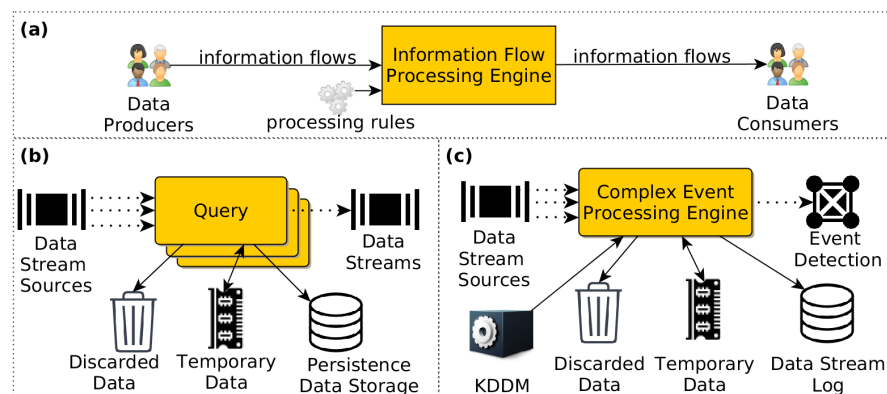 (a)
information flows
Information Flow
Processing Engine
information flows
Data
Producers
processing rules
Data
Consumers
(b)
Query
Data
Stream
Sources
Data
Streams
Discarded
Data
Temporary
Data
Persistence
Data Storage
(c)
Complex Event
Processing Engine
Data
Stream
Sources
Event
Detection
KDDM
Discarded
Data
Temporary
Data
Data Stream
Log